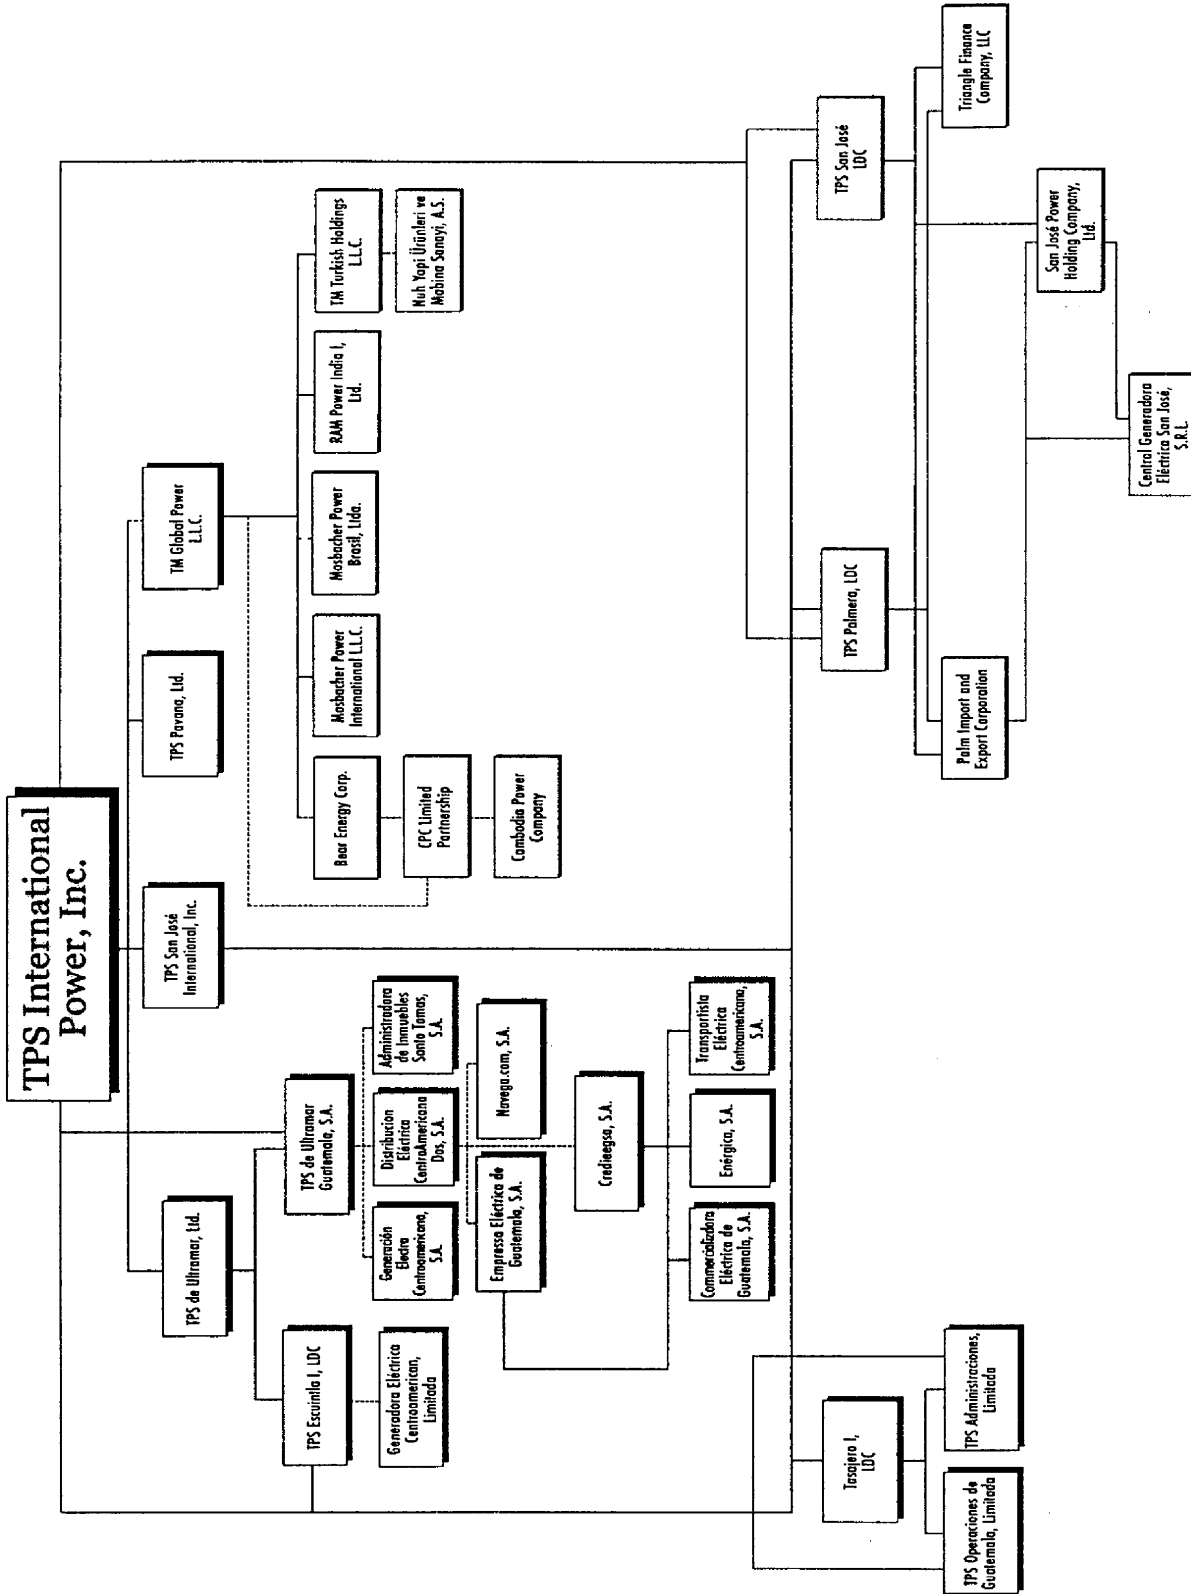 TPS International
Power, Inc.
TPS de Ultramar, Ltd.
TPS San José
International, Inc.
TPS Pavana, Ltd.
TM Global Power
L.L.C.
TPS Escuintla I, LDC
TPS de Ultramar
Guatemala, S.A.
Bear Energy Corp.
Mosbacher Power
International L.L.C.
Mosbacher Power
Brasil, Ltda.
RAM Power India I,
Ltd.
TM Turkish Holdings
L.L.C.
Generadora Eléctrica
Centroamerican,
Limitada
Generación
Electra
Centroamericano,
S.A.
Distribucion
Eléctrica
CentroAmericana
Dos, S.A.
Administradora
de Inmuebles
Santo Tomas,
S.A.
CPC Limited
Partnership
Nuh Yapi Ürünleri ve
Mabina Sanayi, A.S.
Empressa Eléctrica de
Guatemala, S.A.
Navega.com, S.A.
Cambodia Power
Company
Credieegsa, S.A.
Commercializdora
Eléctrica de
Guatemala, S.A.
Enérgica, S.A.
Transportista
Eléctrica
Centroamericana,
S.A.
Tasajero I,
LDC
TPS Palmera, LDC
TPS San José
LDC
TPS Operaciones de
Guatemala, Limitada
TPS Administraciones,
Limitada
Palm Import and
Export Corporation
Triangle Finance
Company, LLC
San José Power
Holding Company,
Ltd.
Central Generadora
Eléctrica San José,
S.R.L.